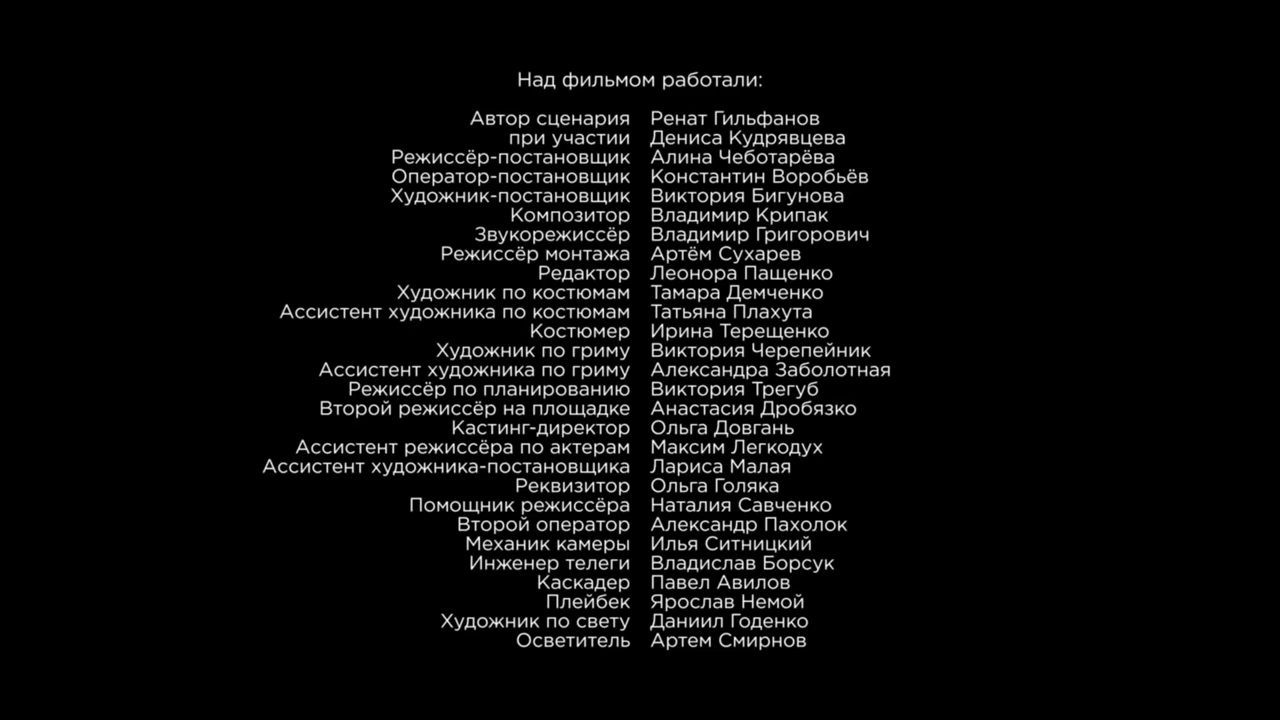 Над фильмом работали:
Автор сценария Ренат Гильфанов
при участии Дениса Кудрявцева
Режиссёр-постановщик Алина Чеботарёва
Оператор-постановщик Константин Воробьёв
Художник-постановщик Виктория Бигунова
Композитор Владимир Крипак
Звукорежиссёр Владимир Григорович
Режиссёр монтажа Артём Сухарев
Редактор Леонора Пащенко
Художник по костюмам Тамара Демченко
Ассистент художника по костюмам Татьяна Плахута
Костюмер Ирина Терещенко
Художник по гриму Виктория Черепейник
Ассистент художника по гриму Александра Заболотная
Режиссёр по планированию Виктория Трегуб
Второй режиссёр на площадке Анастасия Дробязко
Кастинг-директор Ольга Довгань
Ассистент режиссёра по актерам Максим Легкодух
Ассистент художника-постановщика Лариса Малая
Реквизитор Ольга Голяка
Помощник режиссёра Наталия Савченко
Второй оператор Александр Пахолок
Механик камеры Илья Ситницкий
Инженер телеги Владислав Борсук
Каскадер Павел Авилов
Плейбек Ярослав Немой
Художник по свету Даниил Годенко
Осветитель Артем Смирнов